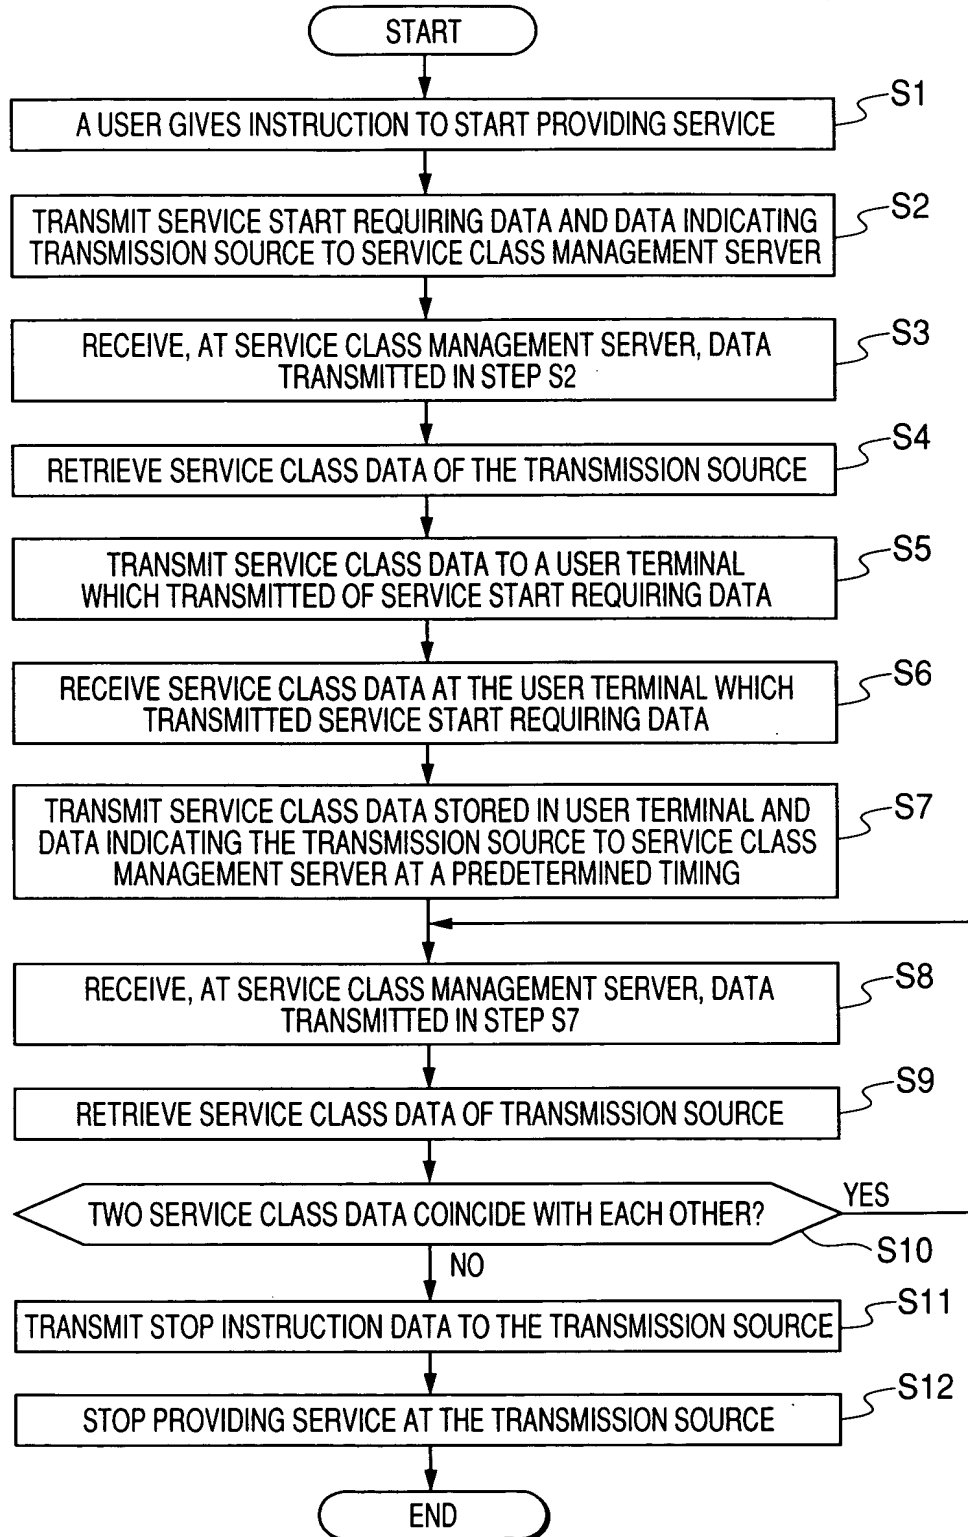 START
S1
A USER GIVES INSTRUCTION TO START PROVIDING SERVICE
S2
TRANSMIT SERVICE START REQUIRING DATA AND DATA INDICATING
TRANSMISSION SOURCE TO SERVICE CLASS MANAGEMENT SERVER
S3
RECEIVE, AT SERVICE CLASS MANAGEMENT SERVER, DATA
TRANSMITTED IN STEP S2
S4
RETRIEVE SERVICE CLASS DATA OF THE TRANSMISSION SOURCE
S5
TRANSMIT SERVICE CLASS DATA TO A USER TERMINAL
WHICH TRANSMITTED OF SERVICE START REQUIRING DATA
S6
RECEIVE SERVICE CLASS DATA AT THE USER TERMINAL WHICH
TRANSMITTED SERVICE START REQUIRING DATA
S7
TRANSMIT SERVICE CLASS DATA STORED IN USER TERMINAL AND
DATA INDICATING THE TRANSMISSION SOURCE TO SERVICE CLASS
MANAGEMENT SERVER AT A PREDETERMINED TIMING
S8
RECEIVE, AT SERVICE CLASS MANAGEMENT SERVER, DATA
TRANSMITTED IN STEP S7
S9
RETRIEVE SERVICE CLASS DATA OF TRANSMISSION SOURCE
TWO SERVICE CLASS DATA COINCIDE WITH EACH OTHER?
YES
S10
NO
S11
TRANSMIT STOP INSTRUCTION DATA TO THE TRANSMISSION SOURCE
S12
STOP PROVIDING SERVICE AT THE TRANSMISSION SOURCE
END